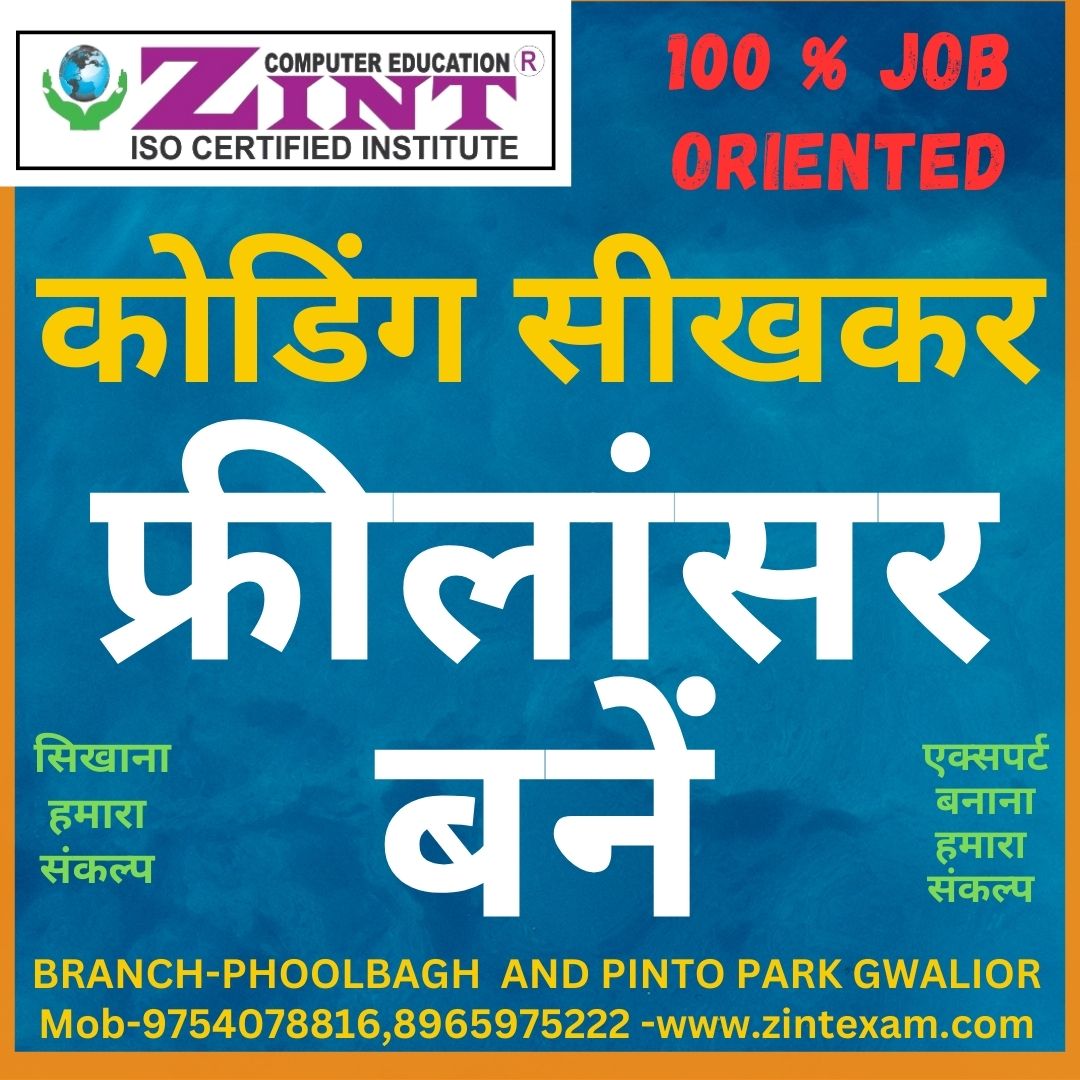 COMPUTER EDUCATION ®
ZINT
ISO CERTIFIED INSTITUTE
100 % JOB
ORIENTED
कोडिंग सीखकर
फ्रीलांसर
बनें
सिखाना
हमारा
संकल्प
एक्सपर्ट
बनाना
हमारा
संकल्प
BRANCH-PHOOLBAGH AND PINTO PARK GWALIOR
Mob-9754078816,8965975222 -www.zintexam.com